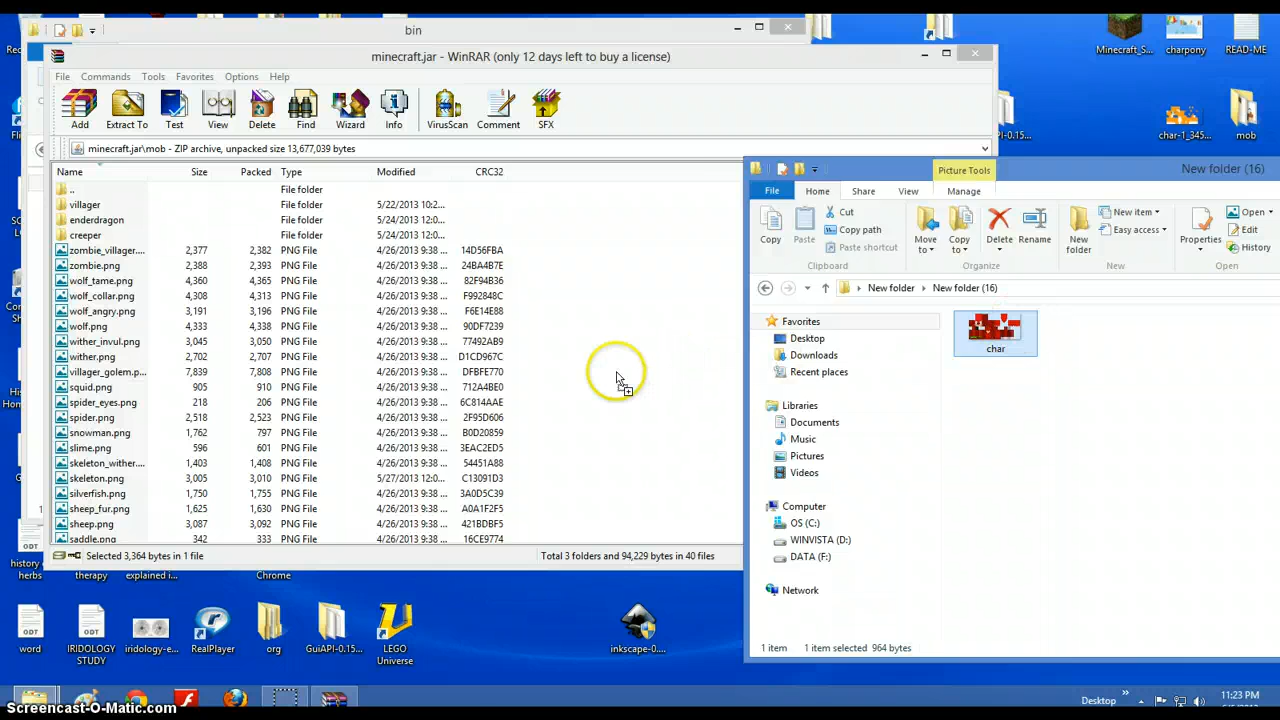 bin
minecraft.jar - WinRAR (only 12 days left to buy a license)
File Commands Tools Favorites Options Help
Add Extract To Test View Delete Find Wizard Info VirusScan Comment SFX
minecraft.jar\mob - ZIP archive, unpacked size 13,677,039 bytes
Name Size Packed Type Modified CRC32
.. File folder
villager File folder 5/22/2013 10:2...
enderdragon File folder 5/24/2013 12:0...
creeper File folder 5/24/2013 12:0...
zombie_villager.... 2,377 2,382 PNG File 4/26/2013 9:38 ... 14D56FBA
zombie.png 2,388 2,393 PNG File 4/26/2013 9:38 ... 24BA4B7E
wolf_tame.png 4,360 4,365 PNG File 4/26/2013 9:38 ... 82F94B36
wolf_collar.png 4,308 4,313 PNG File 4/26/2013 9:38 ... F992848C
wolf_angry.png 3,191 3,196 PNG File 4/26/2013 9:38 ... F6E14E88
wolf.png 4,333 4,338 PNG File 4/26/2013 9:38 ... 90DF7239
wither_invul.png 3,045 3,050 PNG File 4/26/2013 9:38 ... 77492AB9
wither.png 2,702 2,707 PNG File 4/26/2013 9:38 ... D1CD967C
villager_golem.p... 7,839 7,808 PNG File 4/26/2013 9:38 ... DFBFE770
squid.png 905 910 PNG File 4/26/2013 9:38 ... 712A4BE0
spider_eyes.png 218 206 PNG File 4/26/2013 9:38 ... 6C814AAE
spider.png 2,518 2,523 PNG File 4/26/2013 9:38 ... 2F95D606
snowman.png 1,762 797 PNG File 4/26/2013 9:38 ... B0D20859
slime.png 596 601 PNG File 4/26/2013 9:38 ... 3EAC2ED5
skeleton_wither.... 1,403 1,408 PNG File 4/26/2013 9:38 ... 54451A88
skeleton.png 3,005 3,010 PNG File 5/27/2013 12:0... C13091D3
silverfish.png 1,750 1,755 PNG File 4/26/2013 9:38 ... 3A0D5C39
sheep_fur.png 1,625 1,630 PNG File 4/26/2013 9:38 ... A0A1F2F5
sheep.png 3,087 3,092 PNG File 4/26/2013 9:38 ... 421BDBF5
saddle.png 342 333 PNG File 4/26/2013 9:38 ... 16CE9774
Selected 3,364 bytes in 1 file Total 3 folders and 94,229 bytes in 40 files
Picture Tools New folder (16)
File Home Share View Manage
Copy Paste Cut Copy path Paste shortcut Move to Copy to Delete Rename New folder New item Easy access Properties Open Edit History
Clipboard Organize New Open
New folder New folder (16)
Favorites
Desktop
Downloads
Recent places
Libraries
Documents
Music
Pictures
Videos
Computer
OS (C:)
WINVISTA (D:)
DATA (F:)
Network
char
1 item 1 item selected 964 bytes
Minecraft_S... charpony READ-ME
char-1_345... mob
history herbs
therapy
explained i...
Chrome
word
IRIDOLOGY STUDY
iridology-e...
RealPlayer
org
GuiAPI-0.15...
LEGO Universe
inkscape-0....
Desktop 11:23 PM
Screencast-O-Matic.com